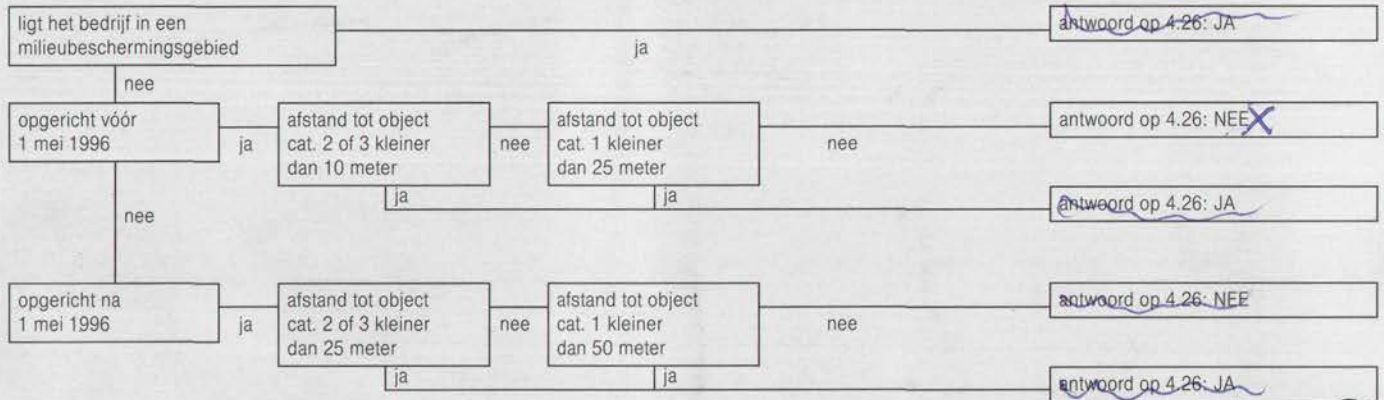 ligt het bedrijf in een
milieubeschermingsgebied
ja
antwoord op 4.26: JA
nee
opgericht vóór
1 mei 1996
ja
afstand tot object
cat. 2 of 3 kleiner
dan 10 meter
nee
afstand tot object
cat. 1 kleiner
dan 25 meter
nee
antwoord op 4.26: NEE X
ja
ja
antwoord op 4.26: JA
nee
opgericht na
1 mei 1996
ja
afstand tot object
cat. 2 of 3 kleiner
dan 25 meter
nee
afstand tot object
cat. 1 kleiner
dan 50 meter
nee
antwoord op 4.26: NEE
ja
ja
antwoord op 4.26: JA